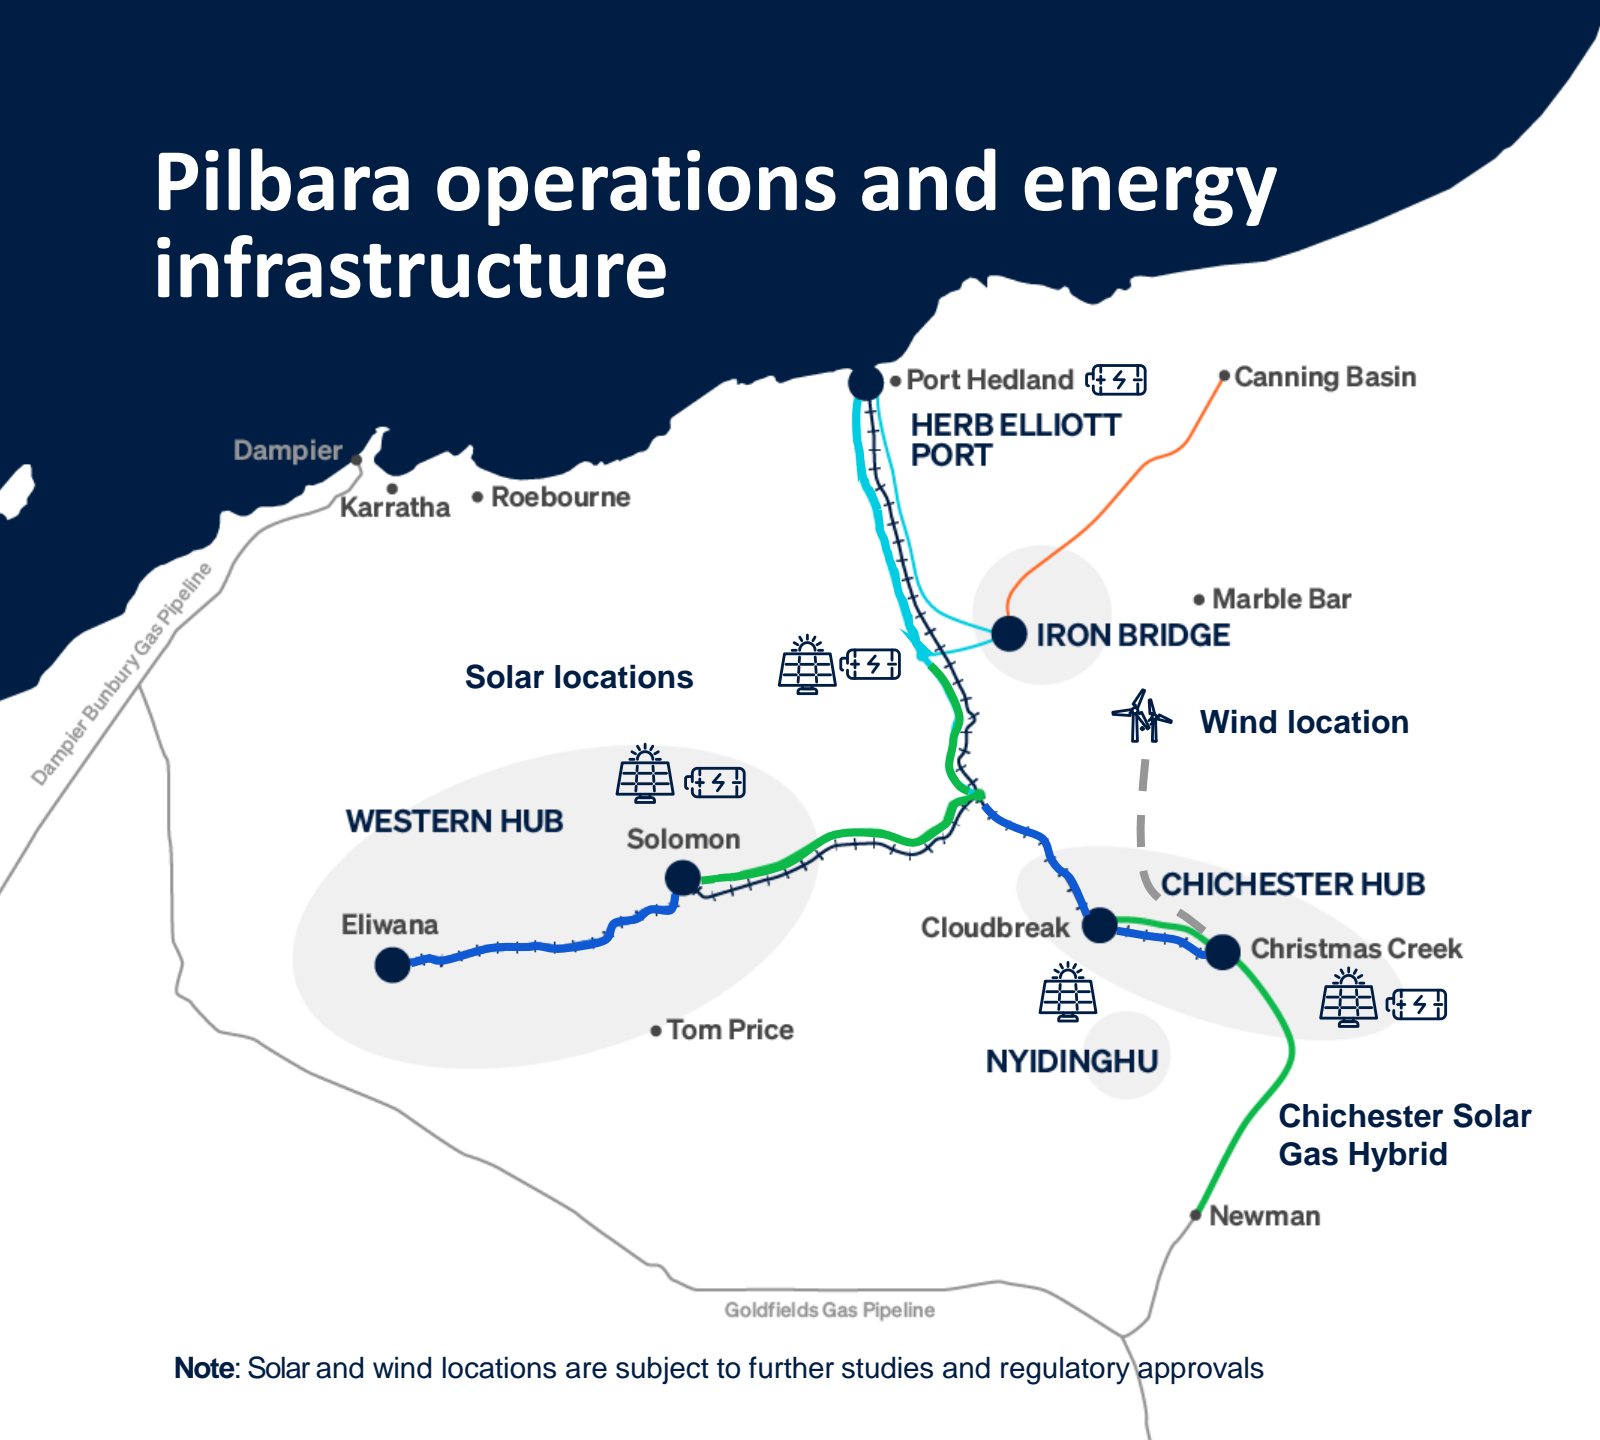 Pilbara operations and energy
infrastructure
Port Hedland
Canning Basin
HERB ELLIOTT
PORT
Dampier
Karratha
Roebourne
Dampier Bunbury Gas Pipeline
Marble Bar
IRON BRIDGE
Solar locations
Wind location
WESTERN HUB
Solomon
CHICHESTER HUB
Eliwana
Cloudbreak
Christmas Creek
Tom Price
NYIDINGHU
Chichester Solar
Gas Hybrid
Newman
Goldfields Gas Pipeline
Note: Solar and wind locations are subject to further studies and regulatory approvals